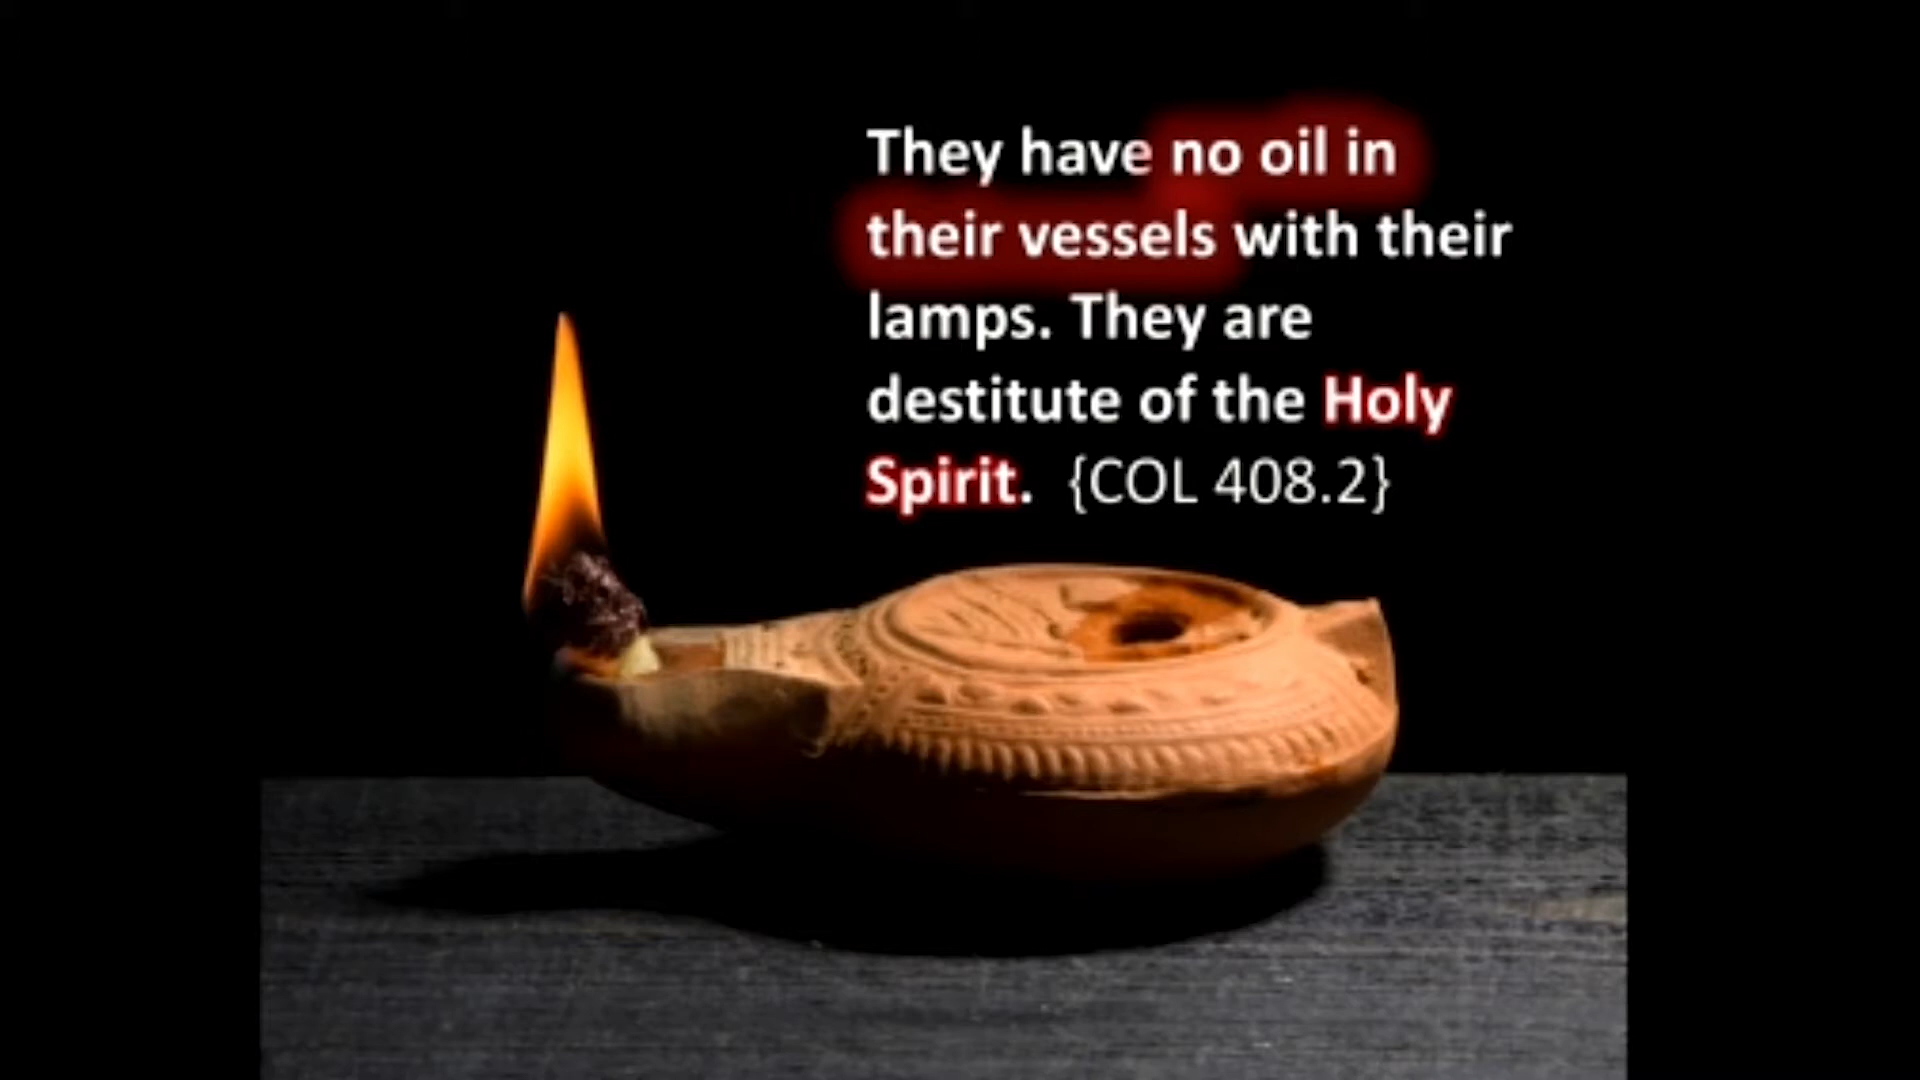 They have no oil in
their vessels with their
lamps. They are
destitute of the Holy
Spirit. {COL 408.2}